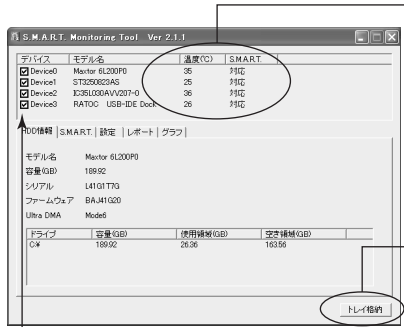 S.M.A.R.T. Monitoring Tool Ver 2.1.1
デバイス モデル名 温度(℃) S.M.A.R.T.
Device0 Maxtor 6L200P0 35 対応
Device1 ST3250823AS 25 対応
Device2 IC35L030AVV207-0 36 対応
Device3 RATOC USB-IDE Dock 26 対応
HDD情報 S.M.A.R.T. 設定 レポート グラフ
モデル名 Maxtor 6L200P0
容量(GB) 189.92
シリアル L41G1T7G
ファームウェア BAJ41G20
Ultra DMA Mode6
ドライブ 容量(GB) 使用領域(GB) 空き領域(GB)
C:¥ 189.92 26.36 163.56
トレイ格納